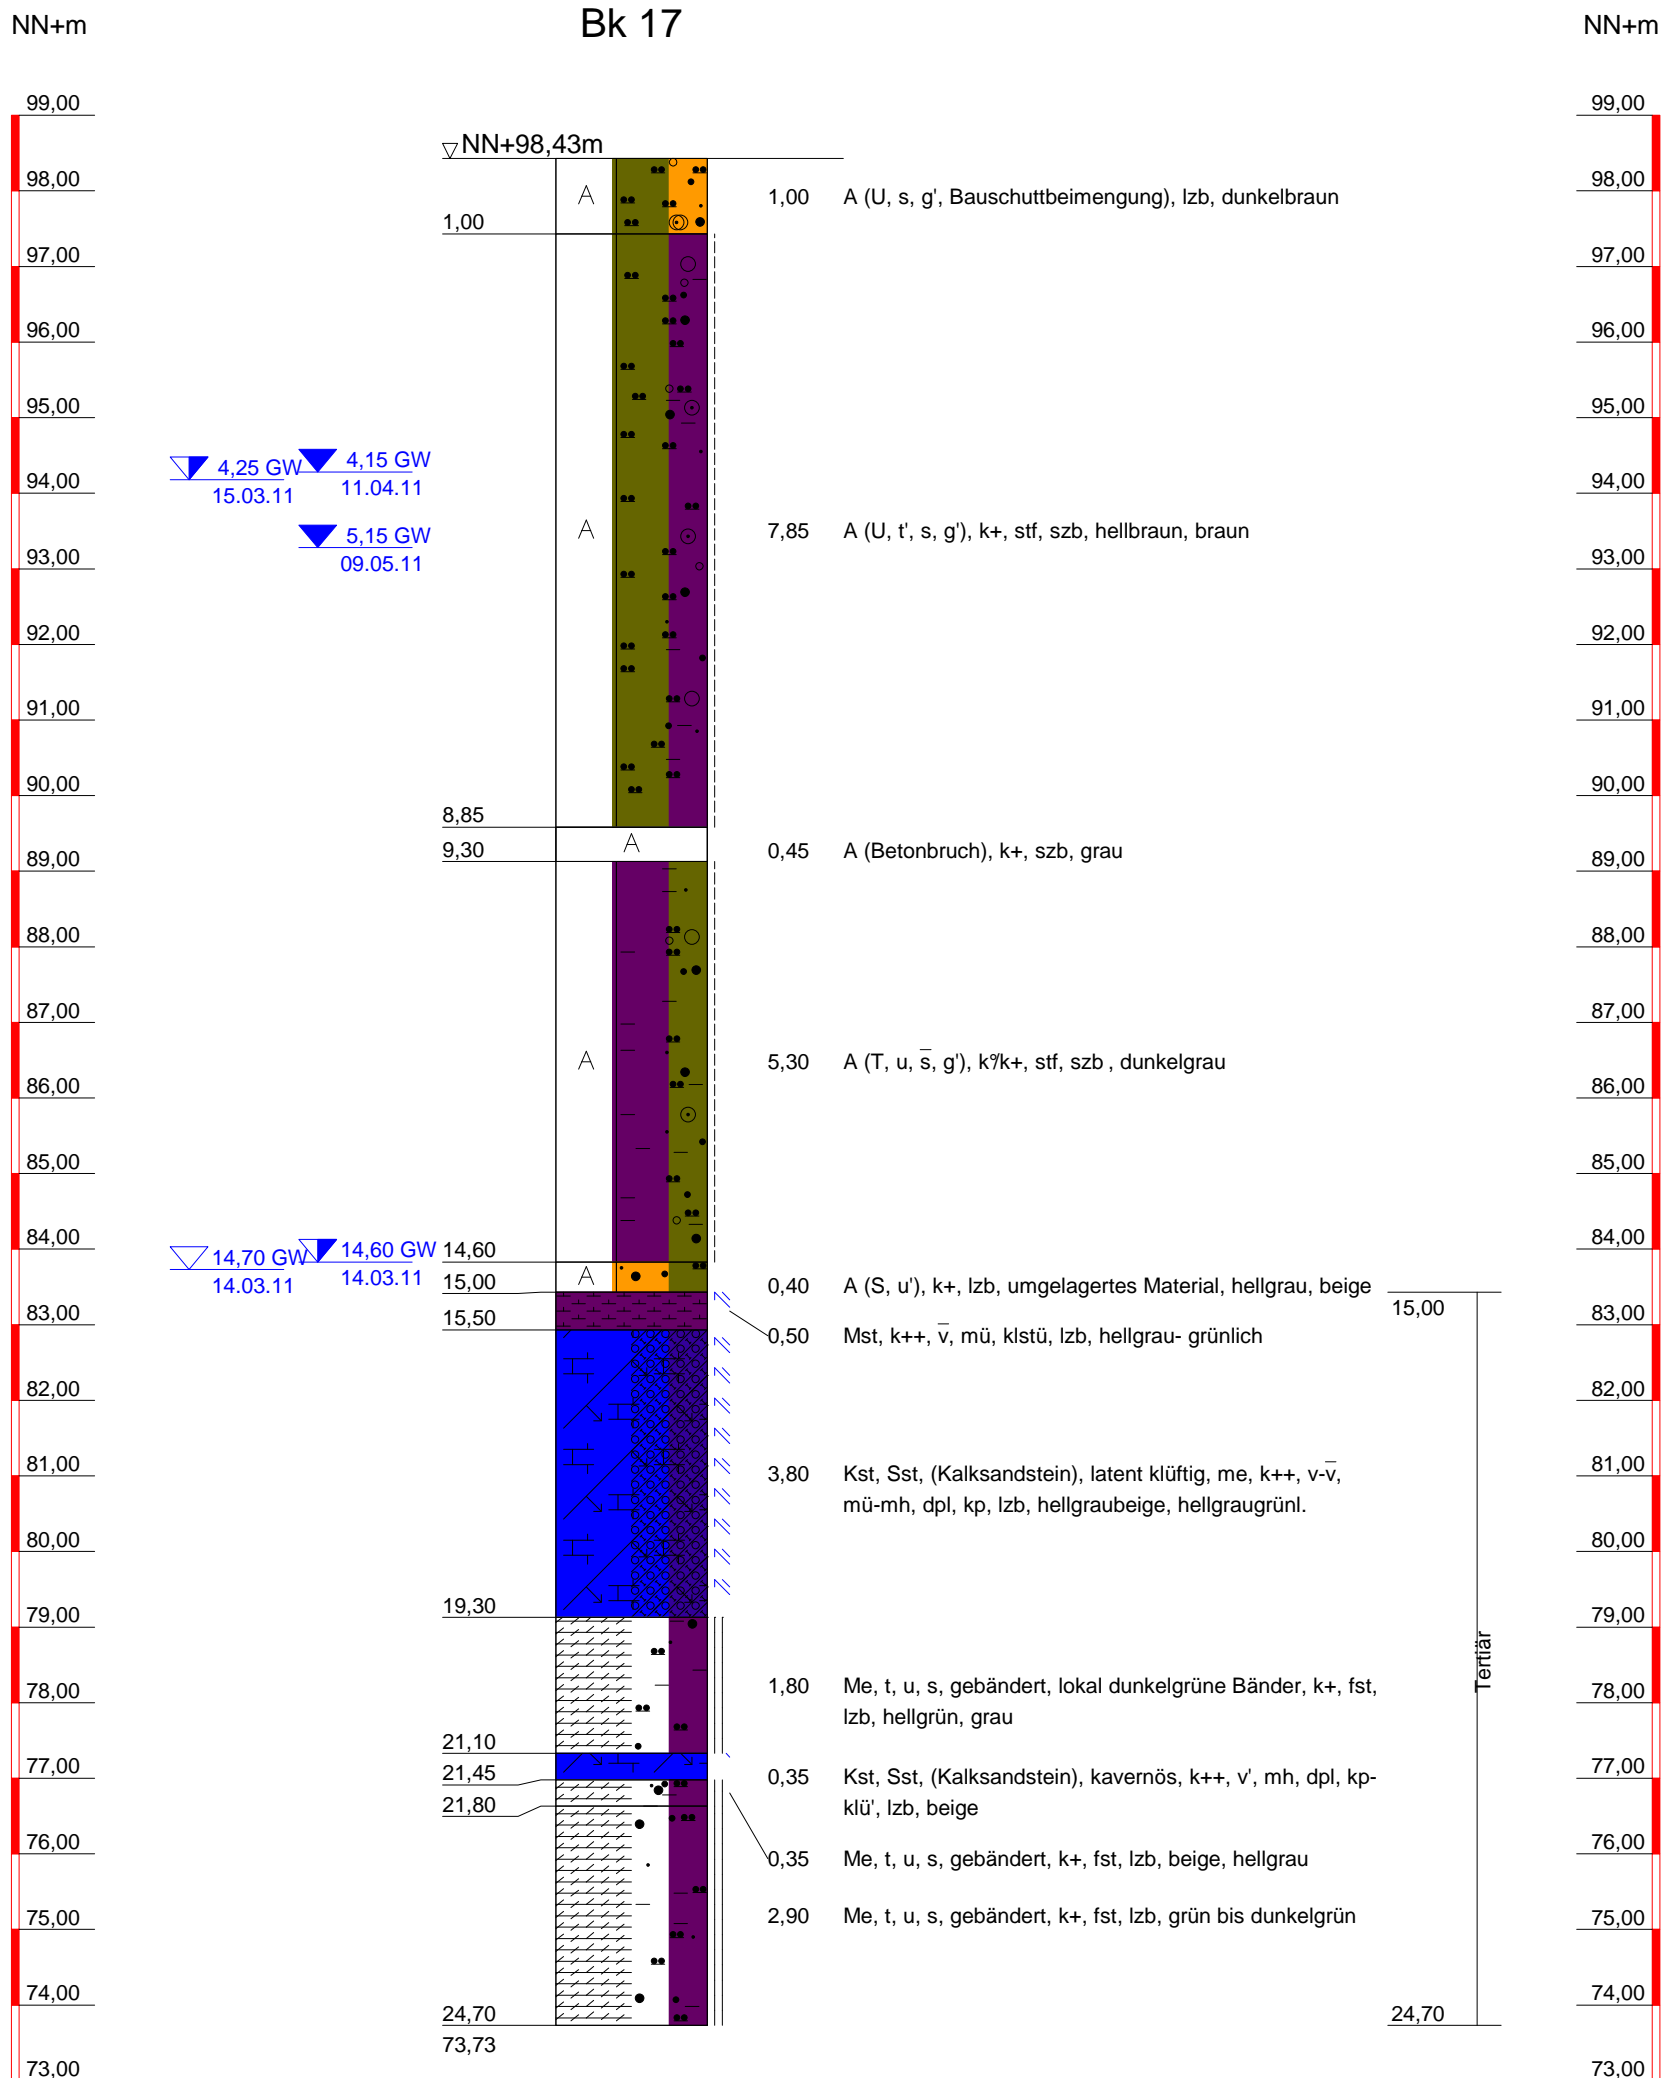 NN+m
Bk 17
NN+m
99,00
99,00
NN+98,43m
98,00
A
1,00
A (U, s, g', Bauschuttbeimengung), lzb, dunkelbraun
98,00
1,00
97,00
97,00
96,00
96,00
95,00
95,00
4,25 GW
15.03.11
4,15 GW
11.04.11
94,00
94,00
5,15 GW
09.05.11
A
7,85
A (U, t', s, g'), k+, stf, szb, hellbraun, braun
93,00
93,00
92,00
92,00
91,00
91,00
90,00
90,00
8,85
A
9,30
0,45
A (Betonbruch), k+, szb, grau
89,00
89,00
88,00
88,00
87,00
87,00
A
5,30
A (T, u, s̅, g'), k°/k+, stf, szb , dunkelgrau
86,00
86,00
85,00
85,00
84,00
84,00
14,70 GW
14.03.11
14,60 GW
14.03.11
14,60
15,00
A
0,40
A (S, u'), k+, lzb, umgelagertes Material, hellgrau, beige
15,00
83,00
83,00
15,50
0,50
Mst, k++, v̅, mü, klstü, lzb, hellgrau- grünlich
82,00
82,00
81,00
81,00
3,80
Kst, Sst, (Kalksandstein), latent klüftig, me, k++, v-v̅,
mü-mh, dpl, kp, lzb, hellgraubeige, hellgraugrünl.
80,00
80,00
19,30
79,00
79,00
Tertiär
78,00
78,00
1,80
Me, t, u, s, gebändert, lokal dunkelgrüne Bänder, k+, fst,
lzb, hellgrün, grau
21,10
77,00
77,00
21,45
0,35
Kst, Sst, (Kalksandstein), kavernös, k++, v', mh, dpl, kp-
klü', lzb, beige
21,80
76,00
76,00
0,35
Me, t, u, s, gebändert, k+, fst, lzb, beige, hellgrau
75,00
75,00
2,90
Me, t, u, s, gebändert, k+, fst, lzb, grün bis dunkelgrün
74,00
74,00
24,70
24,70
73,73
73,00
73,00